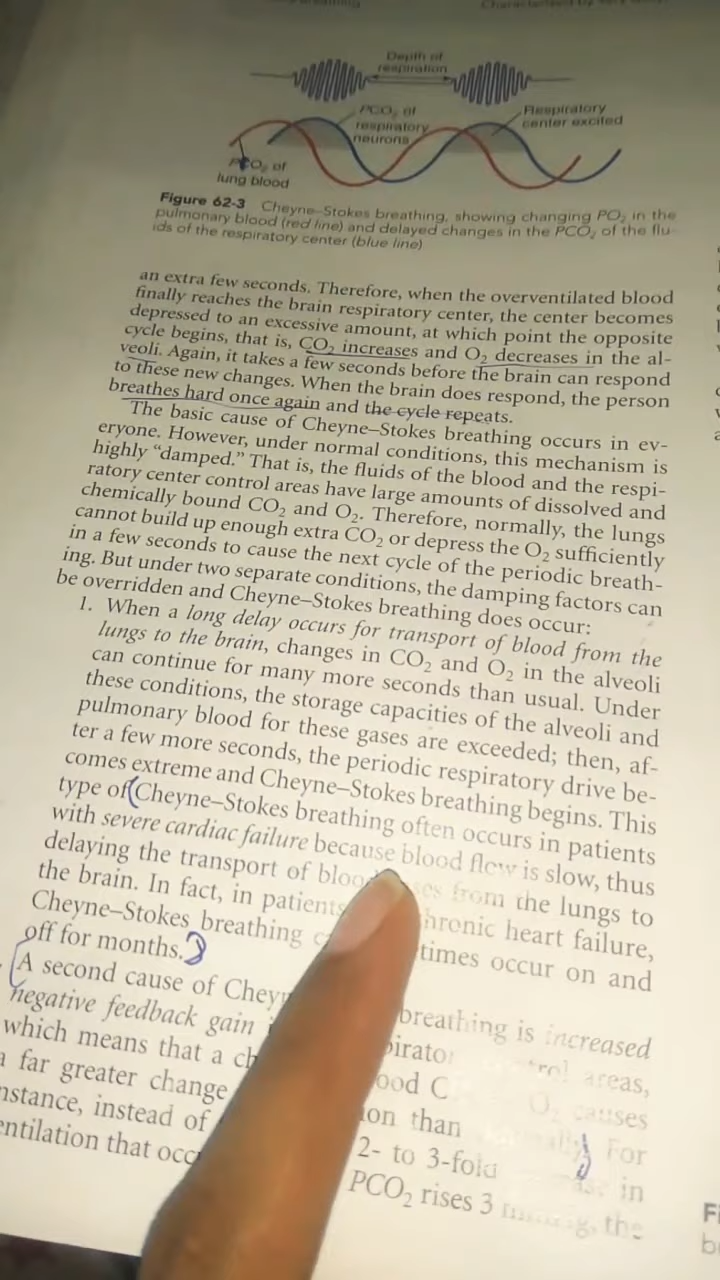 Depth of
respiration
PCO2 of
respiratory
neurons
Respiratory
center excited
PCO2 of
lung blood
Figure 62-3 Cheyne–Stokes breathing, showing changing PO2 in the
pulmonary blood (red line) and delayed changes in the PCO2 of the flu-
ids of the respiratory center (blue line)
an extra few seconds. Therefore, when the overventilated blood
finally reaches the brain respiratory center, the center becomes
depressed to an excessive amount, at which point the opposite
cycle begins, that is, CO2 increases and O2 decreases in the al-
veoli. Again, it takes a few seconds before the brain can respond
to these new changes. When the brain does respond, the person
breathes hard once again and the cycle repeats.
The basic cause of Cheyne–Stokes breathing occurs in ev-
eryone. However, under normal conditions, this mechanism is
highly “damped.” That is, the fluids of the blood and the respi-
ratory center control areas have large amounts of dissolved and
chemically bound CO2 and O2. Therefore, normally, the lungs
cannot build up enough extra CO2 or depress the O2 sufficiently
in a few seconds to cause the next cycle of the periodic breath-
ing. But under two separate conditions, the damping factors can
be overridden and Cheyne–Stokes breathing does occur:
1. When a long delay occurs for transport of blood from the
lungs to the brain, changes in CO2 and O2 in the alveoli
can continue for many more seconds than usual. Under
these conditions, the storage capacities of the alveoli and
pulmonary blood for these gases are exceeded; then, af-
ter a few more seconds, the periodic respiratory drive be-
comes extreme and Cheyne–Stokes breathing begins. This
type of Cheyne–Stokes breathing often occurs in patients
with severe cardiac failure because blood flow is slow, thus
delaying the transport of from the lungs to
the brain. In fact, in chronic heart failure,
Cheyne–Stokes breathing times occur on and
off for months.
A second cause of breathing is increased
negative feedback gain areas,
which means that a causes
a far greater change than For
instance, instead of 2- to 3-fold in
ventilation that PCO2 rises 3 the